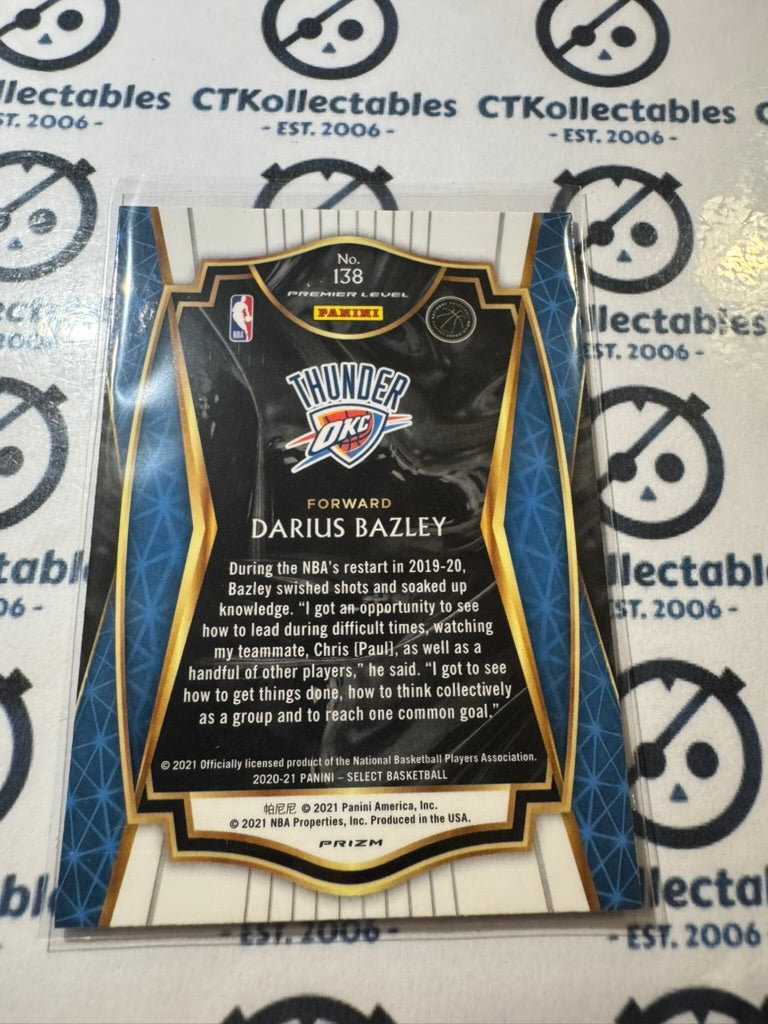 llectables CTKollectables CTKollectables
ST. 2006 - - EST. 2006 - - EST. 2006 -
No.
138
PREMIER LEVEL
PANINI
NBA
llectables
EST. 2006 -
THUNDER
OKC
FORWARD
DARIUS BAZLEY
During the NBA's restart in 2019-20,
Bazley swished shots and soaked up
knowledge. “I got an opportunity to see
how to lead during difficult times, watching
my teammate, Chris [Paul], as well as a
handful of other players,” he said. “I got to see
how to get things done, how to think collectively
as a group and to reach one common goal.”
© 2021 Officially licensed product of the National Basketball Players Association.
2020-21 PANINI – SELECT BASKETBALL
帕尼尼 © 2021 Panini America, Inc.
© 2021 NBA Properties, Inc. Produced in the USA.
PRIZM
- EST. 2006 - - EST. 2006 -